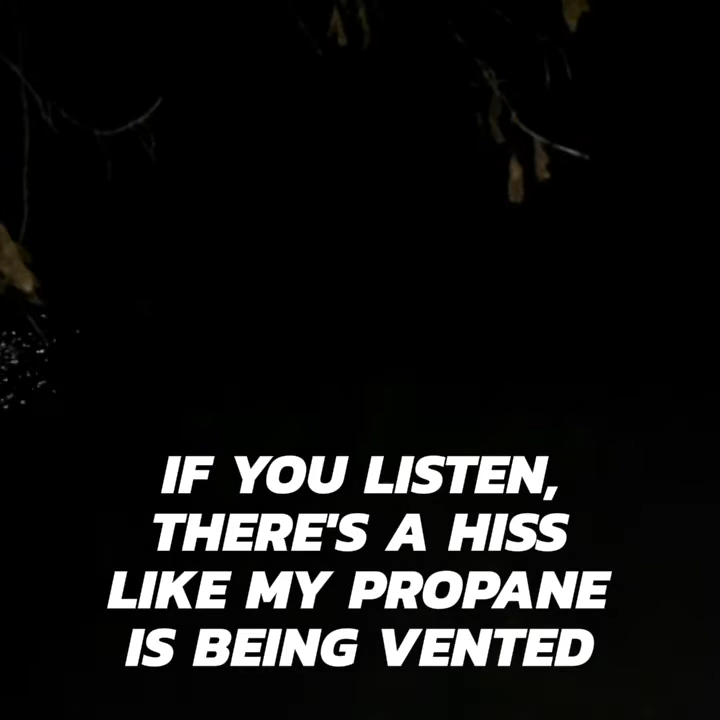 IF YOU LISTEN,
THERE'S A HISS
LIKE MY PROPANE
IS BEING VENTED